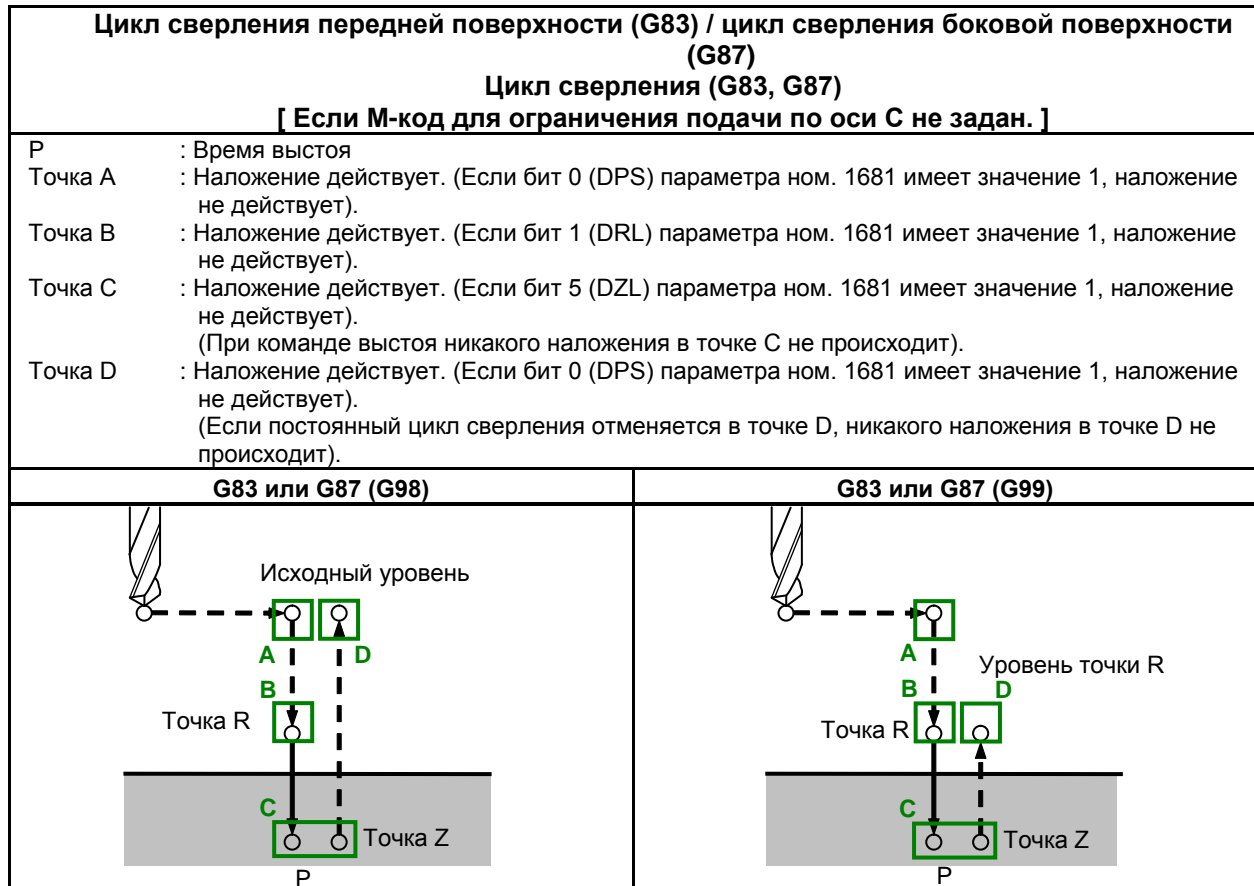 Цикл сверления передней поверхности (G83) / цикл сверления боковой поверхности
(G87)
Цикл сверления (G83, G87)
[ Если М-код для ограничения подачи по оси С не задан. ]
P : Время выстоя
Точка A : Наложение действует. (Если бит 0 (DPS) параметра ном. 1681 имеет значение 1, наложение
не действует).
Точка B : Наложение действует. (Если бит 1 (DRL) параметра ном. 1681 имеет значение 1, наложение
не действует).
Точка C : Наложение действует. (Если бит 5 (DZL) параметра ном. 1681 имеет значение 1, наложение
не действует).
(При команде выстоя никакого наложения в точке С не происходит).
Точка D : Наложение действует. (Если бит 0 (DPS) параметра ном. 1681 имеет значение 1, наложение
не действует).
(Если постоянный цикл сверления отменяется в точке D, никакого наложения в точке D не
происходит).
G83 или G87 (G98)
Исходный уровень
A
D
B
Точка R
C
Точка Z
P
G83 или G87 (G99)
A
Уровень точки R
B
D
Точка R
C
Точка Z
P